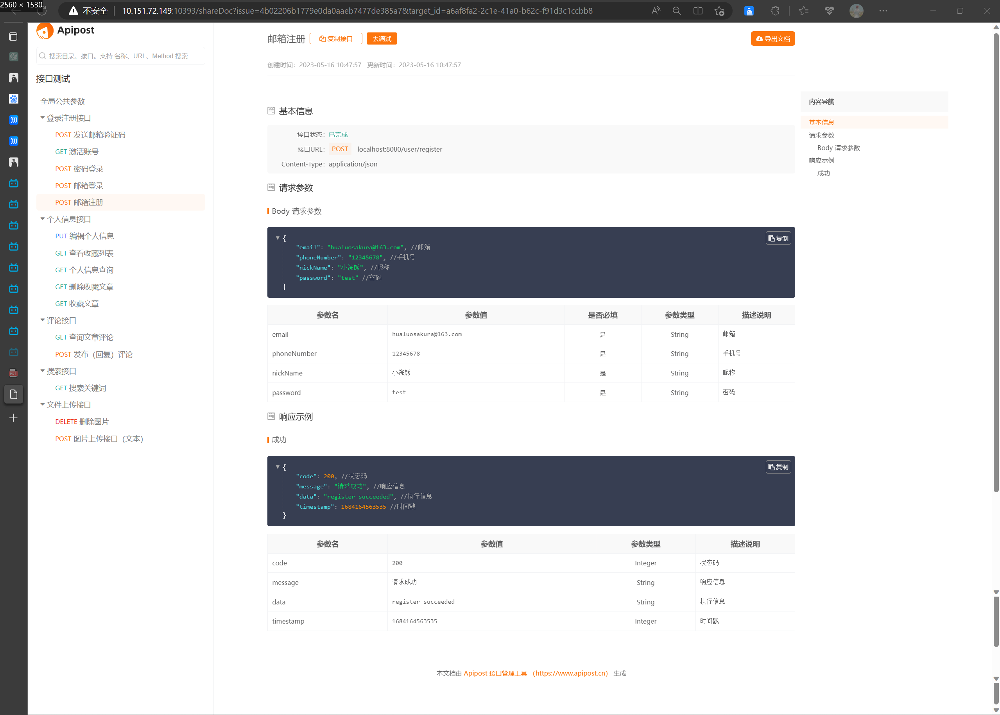 2560 × 1530
不安全
10.151.72.149:10393/shareDoc?issue=4b02206b1779e0da0aaeb7477de385a7&target_id=a6af8fa2-2c1e-41a0-b62c-f91d3c1ccbb8
Apipost
搜索目录、接口。支持 名称、URL、Method 搜索
接口测试
全局公共参数
登录注册接口
POST 发送邮箱验证码
GET 激活账号
POST 密码登录
POST 邮箱登录
POST 邮箱注册
个人信息接口
PUT 编辑个人信息
GET 查看收藏列表
GET 个人信息查询
GET 删除收藏文章
GET 收藏文章
评论接口
GET 查询文章评论
POST 发布（回复）评论
搜索接口
GET 搜索关键词
文件上传接口
DELETE 删除图片
POST 图片上传接口（文本）
邮箱注册 复制接口 去调试
导出文档
创建时间：2023-05-16 10:47:57 更新时间：2023-05-16 10:47:57
基本信息
接口状态：已完成
接口URL： POST localhost:8080/user/register
Content-Type：application/json
请求参数
Body 请求参数
复制
{
"email": "hualuosakura@163.com", //邮箱
"phoneNumber": "12345678", //手机号
"nickName": "小浣熊", //昵称
"password": "test" //密码
}
参数名 参数值 是否必填 参数类型 描述说明
email hualuosakura@163.com 是 String 邮箱
phoneNumber 12345678 是 String 手机号
nickName 小浣熊 是 String 昵称
password test 是 String 密码
响应示例
成功
复制
{
"code": 200, //状态码
"message": "请求成功", //响应信息
"data": "register succeeded", //执行信息
"timestamp": 1684164563535 //时间戳
}
参数名 参数值 参数类型 描述说明
code 200 Integer 状态码
message 请求成功 String 响应信息
data register succeeded String 执行信息
timestamp 1684164563535 Integer 时间戳
本文档由 Apipost 接口管理工具 （https://www.apipost.cn） 生成
内容导航
基本信息
请求参数
Body 请求参数
响应示例
成功
知
知
du
PDF